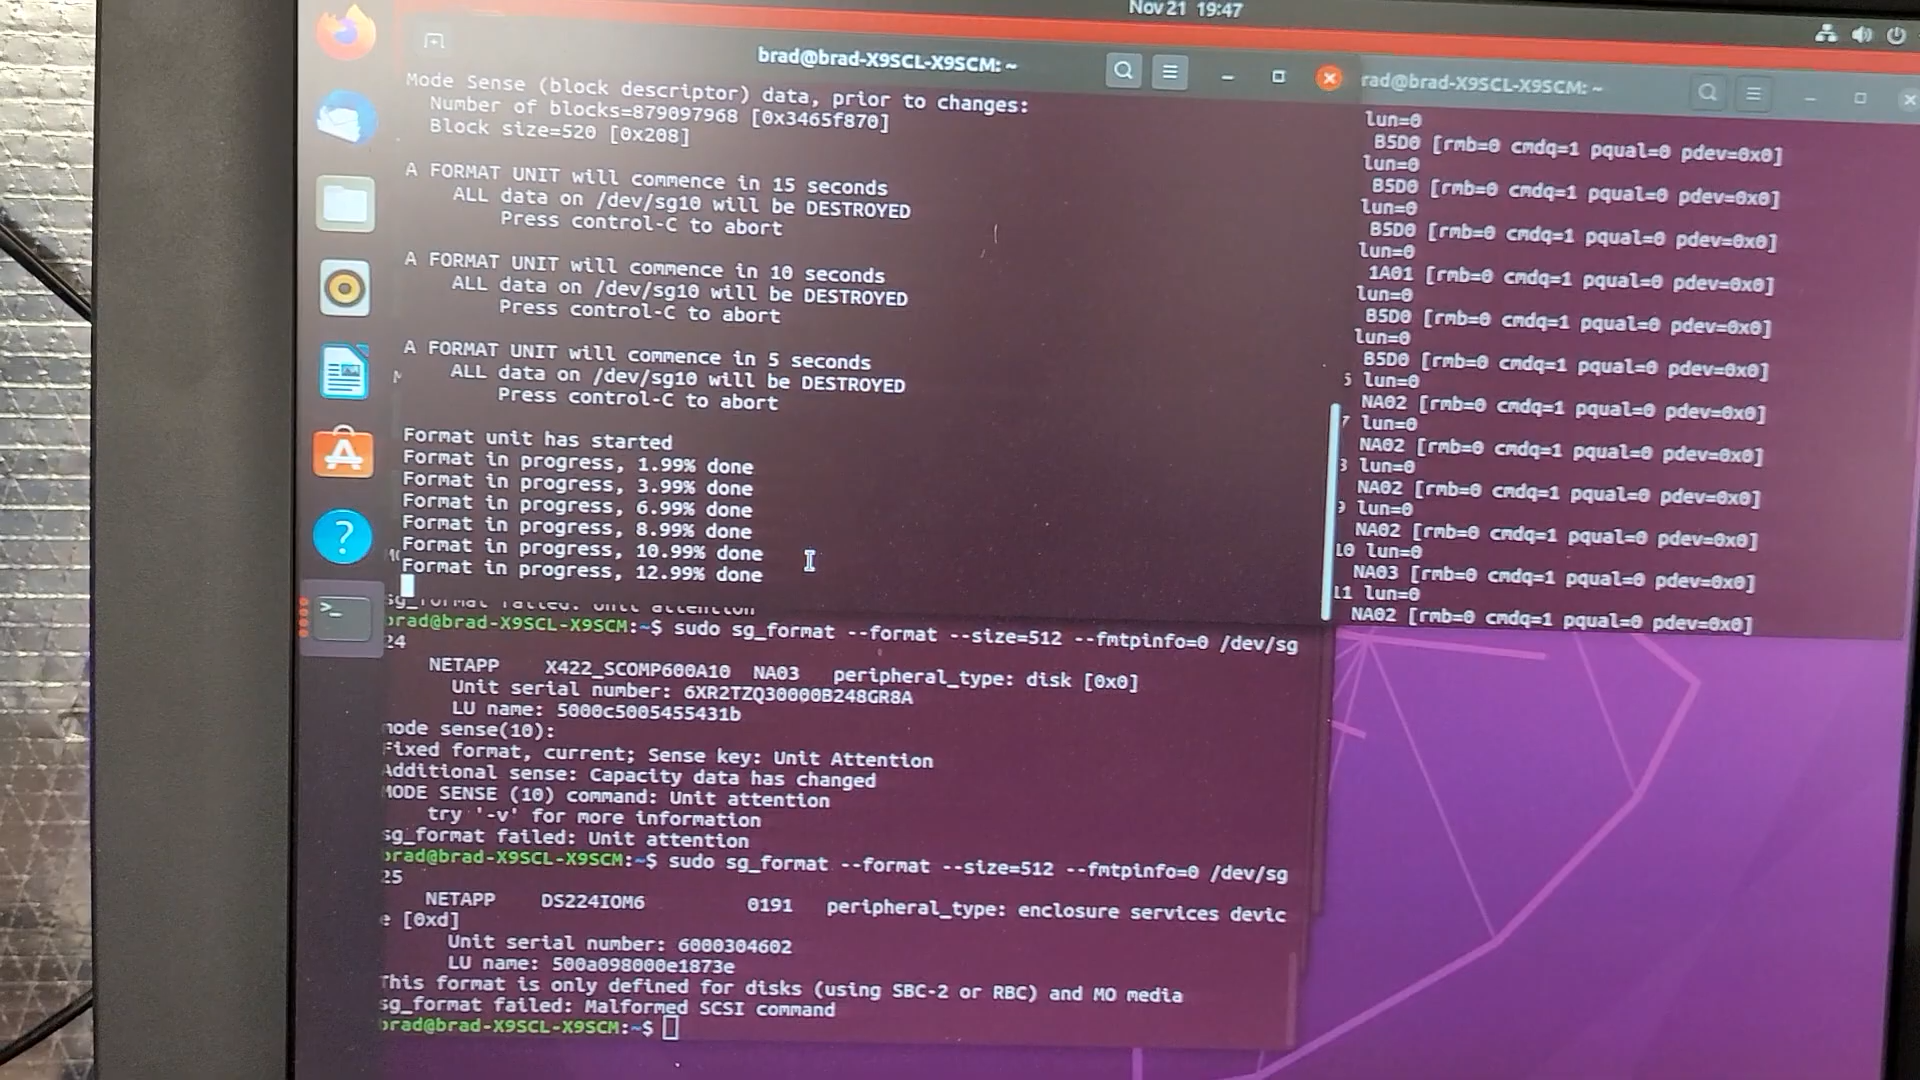 Nov 21 19:47
brad@brad-X9SCL-X9SCM: ~
Mode Sense (block descriptor) data, prior to changes:
Number of blocks=879097968 [0x3465f870]
Block size=520 [0x208]
A FORMAT UNIT will commence in 15 seconds
ALL data on /dev/sg10 will be DESTROYED
Press control-C to abort
A FORMAT UNIT will commence in 10 seconds
ALL data on /dev/sg10 will be DESTROYED
Press control-C to abort
A FORMAT UNIT will commence in 5 seconds
ALL data on /dev/sg10 will be DESTROYED
Press control-C to abort
Format unit has started
Format in progress, 1.99% done
Format in progress, 3.99% done
Format in progress, 6.99% done
Format in progress, 8.99% done
Format in progress, 10.99% done
Format in progress, 12.99% done
sg_format failed: Unit attention
brad@brad-X9SCL-X9SCM:~$ sudo sg_format --format --size=512 --fmtpinfo=0 /dev/sg
24
NETAPP X422_SCOMP600A10 NA03 peripheral_type: disk [0x0]
Unit serial number: 6XR2TZQ30000B248GR8A
LU name: 5000c5005455431b
mode sense(10):
Fixed format, current; Sense key: Unit Attention
Additional sense: Capacity data has changed
MODE SENSE (10) command: Unit attention
try '-v' for more information
sg_format failed: Unit attention
brad@brad-X9SCL-X9SCM:~$ sudo sg_format --format --size=512 --fmtpinfo=0 /dev/sg
25
NETAPP DS224IOM6 0191 peripheral_type: enclosure services devic
e [0xd]
Unit serial number: 6000304602
LU name: 500a098000e1873e
This format is only defined for disks (using SBC-2 or RBC) and MO media
sg_format failed: Malformed SCSI command
brad@brad-X9SCL-X9SCM:~$
rad@brad-X9SCL-X9SCM: ~
lun=0
B5D0 [rmb=0 cmdq=1 pqual=0 pdev=0x0]
lun=0
B5D0 [rmb=0 cmdq=1 pqual=0 pdev=0x0]
lun=0
B5D0 [rmb=0 cmdq=1 pqual=0 pdev=0x0]
lun=0
1A01 [rmb=0 cmdq=1 pqual=0 pdev=0x0]
lun=0
B5D0 [rmb=0 cmdq=1 pqual=0 pdev=0x0]
lun=0
B5D0 [rmb=0 cmdq=1 pqual=0 pdev=0x0]
lun=0
NA02 [rmb=0 cmdq=1 pqual=0 pdev=0x0]
lun=0
NA02 [rmb=0 cmdq=1 pqual=0 pdev=0x0]
lun=0
NA02 [rmb=0 cmdq=1 pqual=0 pdev=0x0]
lun=0
NA02 [rmb=0 cmdq=1 pqual=0 pdev=0x0]
10 lun=0
NA03 [rmb=0 cmdq=1 pqual=0 pdev=0x0]
11 lun=0
NA02 [rmb=0 cmdq=1 pqual=0 pdev=0x0]